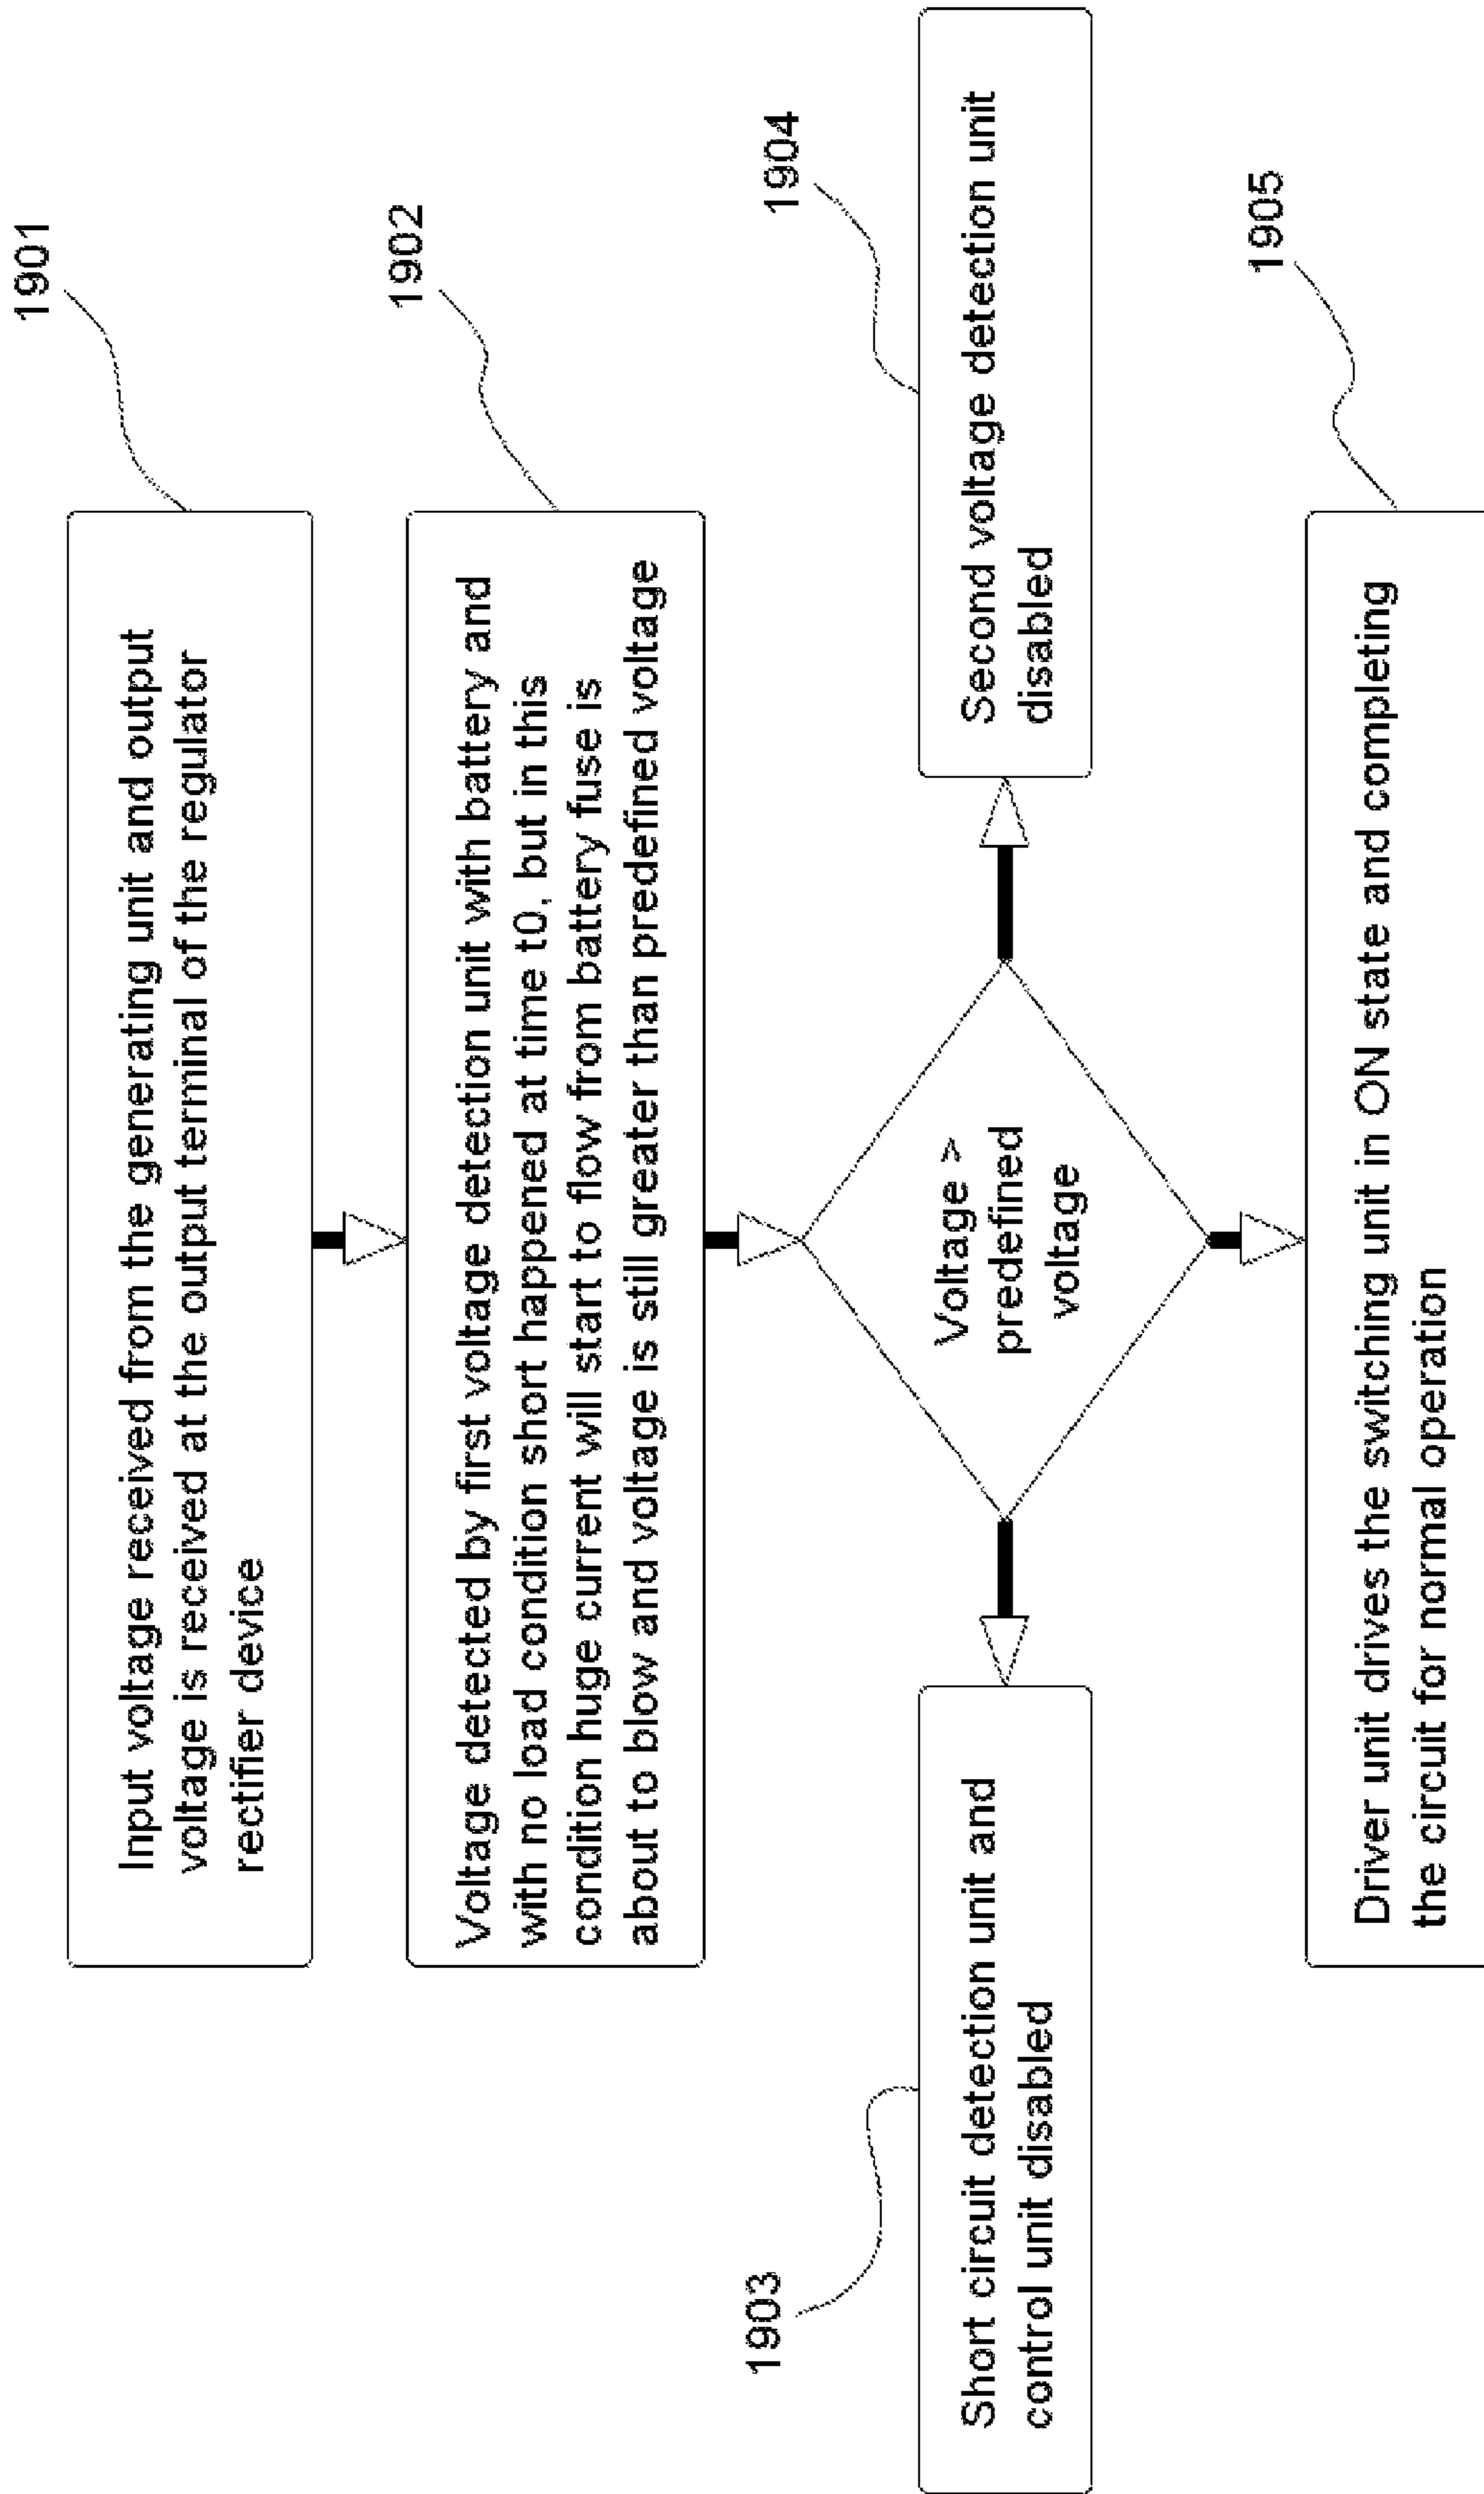 1901
Input voltage received from the generating unit and output
voltage is received at the output terminal of the regulator
rectifier device
1902
Voltage detected by first voltage detection unit with battery and
with no load condition short happened at time t0, but in this
condition huge current will start to flow from battery fuse is
about to blow and voltage is still greater than predefined voltage
Voltage >
predefined
voltage
1903
Short circuit detection unit and
control unit disabled
1904
Second voltage detection unit
disabled
1905
Driver unit drives the switching unit in ON state and completing
the circuit for normal operation